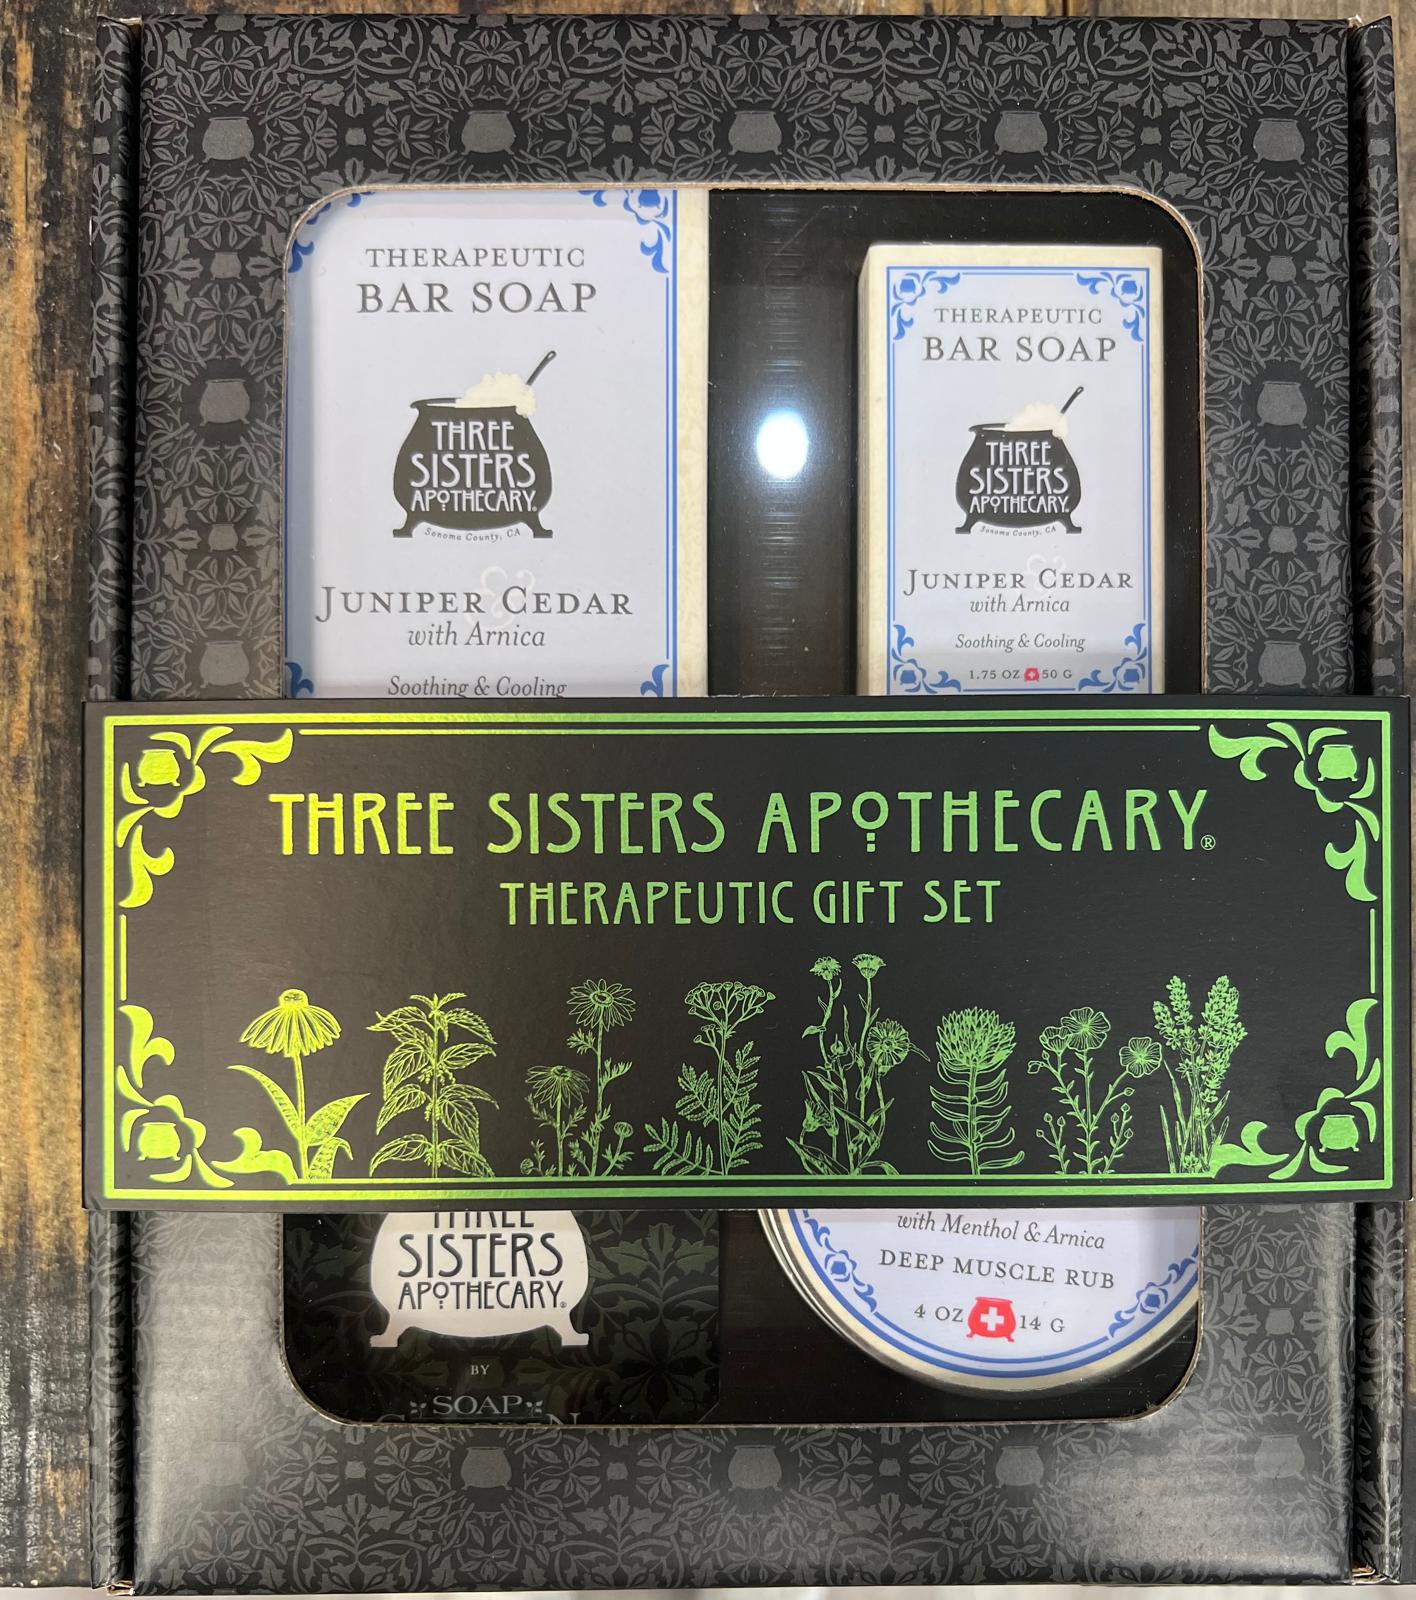 THERAPEUTIC
BAR SOAP
THREE
SISTERS
APOTHECARY®
Sonoma County, CA
&
JUNIPER CEDAR
with Arnica
Soothing & Cooling
THERAPEUTIC
BAR SOAP
THREE
SISTERS
APOTHECARY®
Sonoma County, CA
&
JUNIPER CEDAR
with Arnica
Soothing & Cooling
1.75 OZ 50 G
THREE SISTERS APOTHECARY®
THERAPEUTIC GIFT SET
THREE
SISTERS
APOTHECARY®
BY
SOAP
with Menthol & Arnica
DEEP MUSCLE RUB
4 OZ 14 G